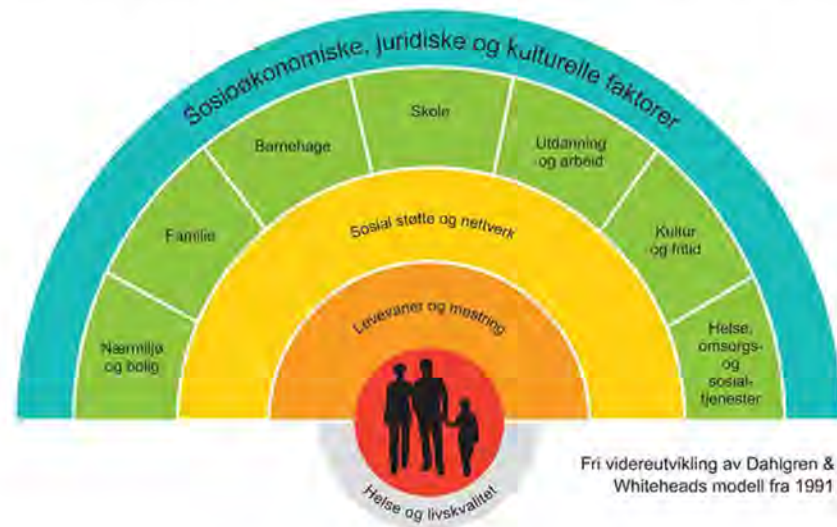 Sosioøkonomiske, juridiske og kulturelle faktorer
Nærmiljø
og bolig
Familie
Barnehage
Skole
Utdanning
og arbeid
Kultur
og fritid
Helse,
omsorgs-
og
sosial-
tjenester
Sosial støtte og nettverk
Levevaner og mestring
Helse og livskvalitet
Fri videreutvikling av Dahlgren &
Whiteheads modell fra 1991